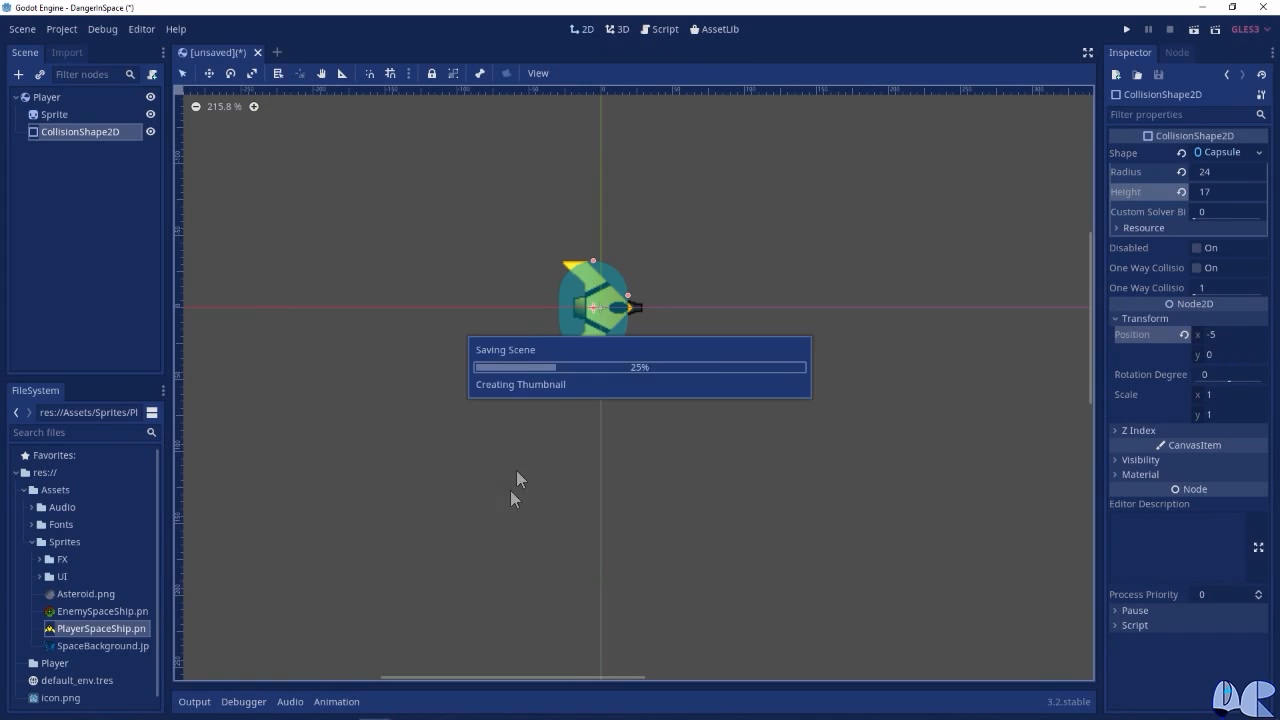 Godot Engine - DangerInSpace (*)
Scene Project Debug Editor Help
2D 3D Script AssetLib
GLES3
Scene Import
[unsaved](*)
Inspector Node
Filter nodes
View
Player
Sprite
CollisionShape2D
215.8 %
CollisionShape2D
Filter properties
CollisionShape2D
Shape Capsule
Radius 24
Height 17
Custom Solver Bi 0
Resource
Disabled On
One Way Collisio On
One Way Collisio 1
Node2D
Transform
Position x -5
y 0
Rotation Degree 0
Scale x 1
y 1
Z Index
CanvasItem
Visibility
Material
Node
Editor Description
Process Priority 0
Pause
Script
Saving Scene
25%
Creating Thumbnail
FileSystem
res://Assets/Sprites/Pl
Search files
Favorites:
res://
Assets
Audio
Fonts
Sprites
FX
UI
Asteroid.png
EnemySpaceShip.pn
PlayerSpaceShip.pn
SpaceBackground.jp
Player
default_env.tres
icon.png
Output Debugger Audio Animation
3.2.stable